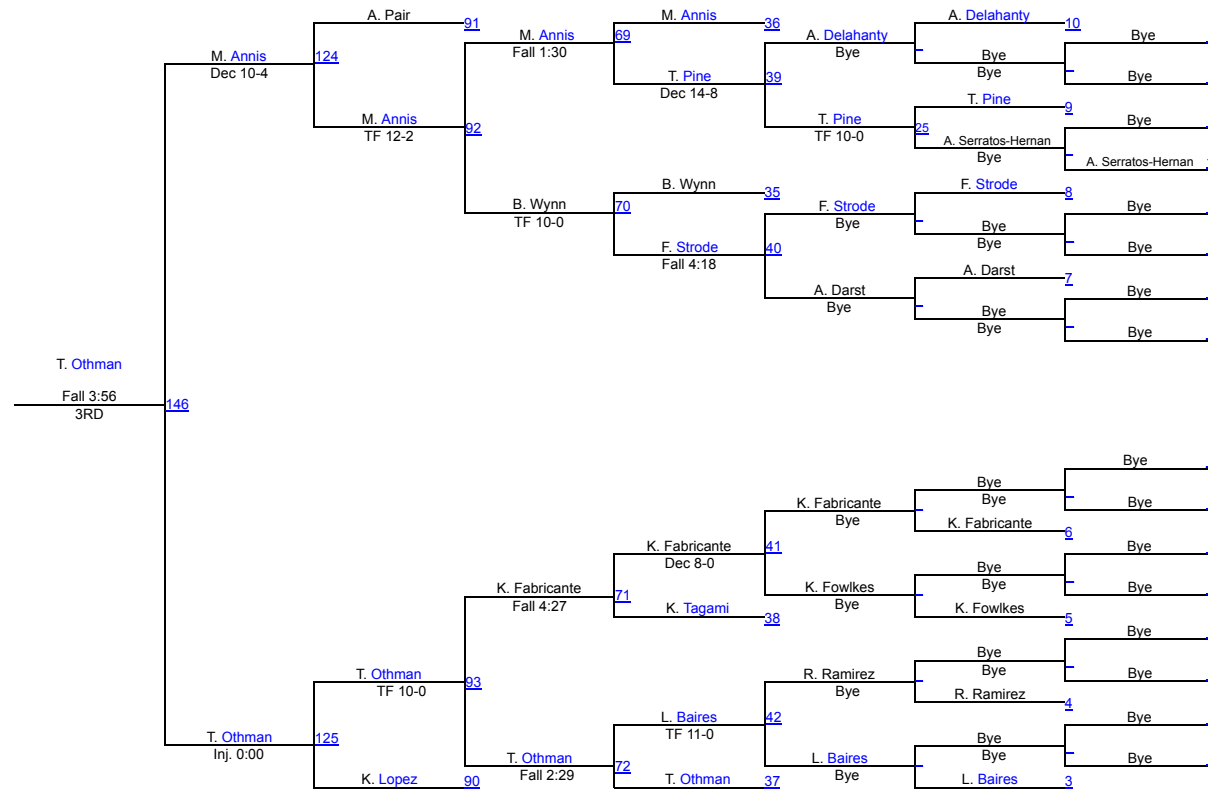 A. Pair
91
M. Annis
Dec 10-4
124
M. Annis
TF 12-2
92
M. Annis
Fall 1:30
69
M. Annis
36
T. Pine
Dec 14-8
39
A. Delahanty
Bye
A. Delahanty
10
Bye
Bye
Bye
Bye
T. Pine
TF 10-0
25
T. Pine
9
A. Serratos-Hernan
Bye
Bye
A. Serratos-Hernan
B. Wynn
TF 10-0
70
B. Wynn
35
F. Strode
Fall 4:18
40
F. Strode
Bye
F. Strode
8
Bye
Bye
Bye
Bye
A. Darst
Bye
A. Darst
7
Bye
Bye
Bye
Bye
T. Othman
Fall 3:56
3RD
146
K. Fabricante
Fall 4:27
71
K. Fabricante
Dec 8-0
41
K. Fabricante
Bye
Bye
Bye
Bye
Bye
K. Fabricante
6
K. Fowlkes
Bye
Bye
Bye
Bye
Bye
K. Fowlkes
5
K. Tagami
38
T. Othman
TF 10-0
93
T. Othman
Inj. 0:00
125
K. Lopez
90
T. Othman
Fall 2:29
72
L. Baires
TF 11-0
42
R. Ramirez
Bye
Bye
Bye
Bye
Bye
R. Ramirez
4
L. Baires
Bye
Bye
Bye
Bye
Bye
L. Baires
3
T. Othman
37